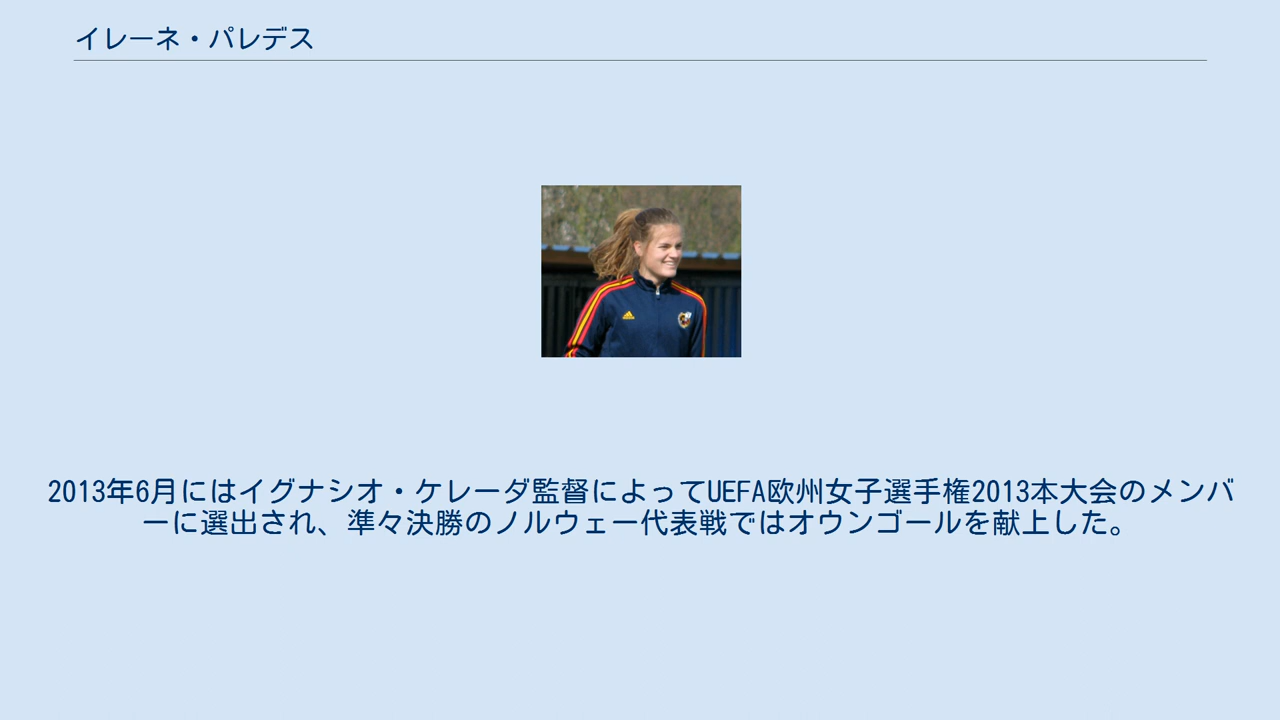 イレーネ・パレデス
2013年6月にはイグナシオ・ケレーダ監督によってUEFA欧州女子選手権2013本大会のメンバ
ーに選出され、準々決勝のノルウェー代表戦ではオウンゴールを献上した。